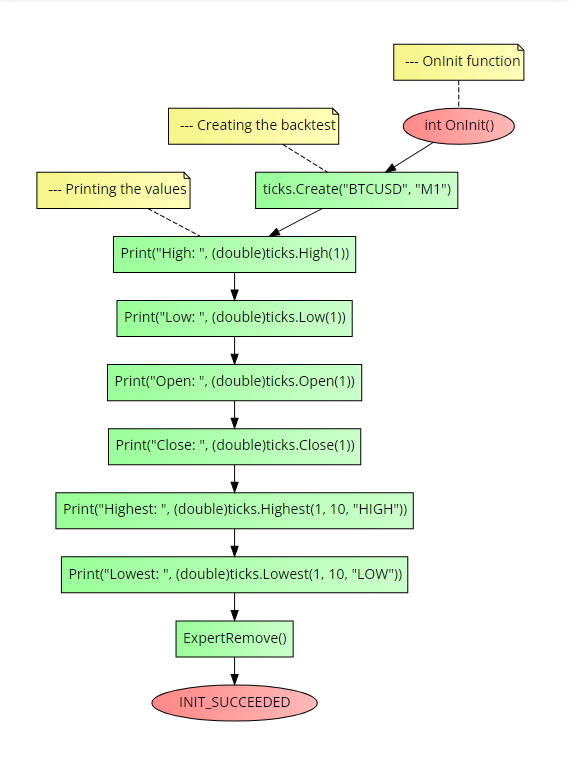 --- OnInit function
--- Creating the backtest
int OnInit()
--- Printing the values
ticks.Create("BTCUSD", "M1")
Print("High: ", (double)ticks.High(1))
Print("Low: ", (double)ticks.Low(1))
Print("Open: ", (double)ticks.Open(1))
Print("Close: ", (double)ticks.Close(1))
Print("Highest: ", (double)ticks.Highest(1, 10, "HIGH"))
Print("Lowest: ", (double)ticks.Lowest(1, 10, "LOW"))
ExpertRemove()
INIT_SUCCEEDED